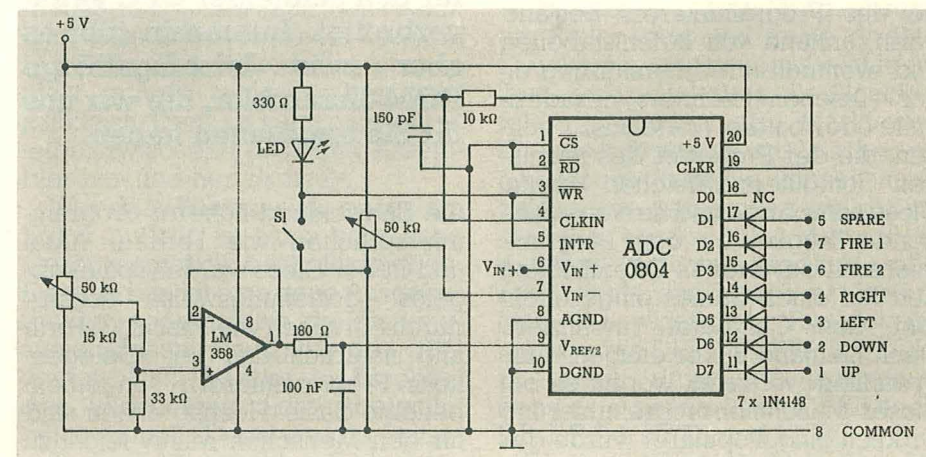 +5 V
330 Ω
LED
S1
150 pF
10 kΩ
50 kΩ
50 kΩ
15 kΩ
33 kΩ
2
3
8
1
4
−
+
LM
358
180 Ω
100 nF
ADC
0804
1 CS
2 RD
3 WR
4
5 INTR
VIN+ 6 VIN +
7 VIN −
8 AGND
9 VREF/2
10 DGND
+5 V 20
CLKR 19
D0 18 NC
D1 17 5 SPARE
D2 16 7 FIRE 1
D3 15 6 FIRE 2
D4 14 4 RIGHT
D5 13 3 LEFT
D6 12 2 DOWN
D7 11 1 UP
7 x 1N4148
8 COMMON